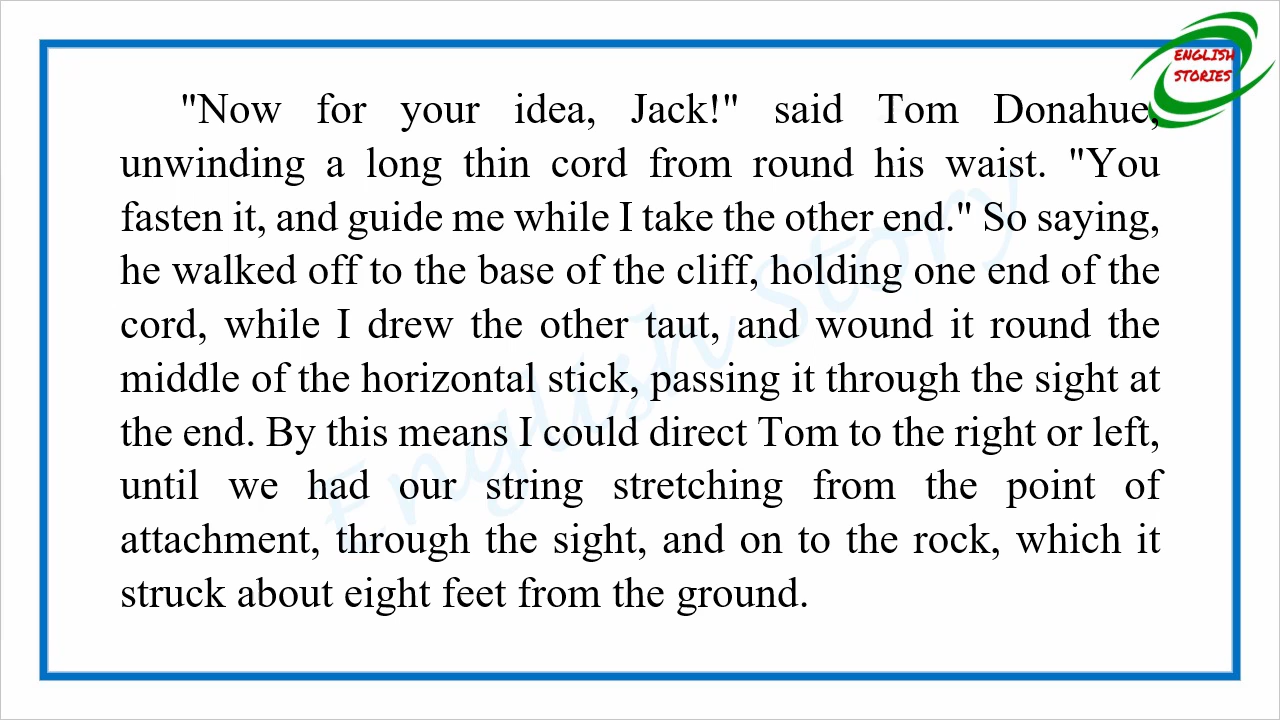 ENGLISH
STORIES
"Now for your idea, Jack!" said Tom Donahue,
unwinding a long thin cord from round his waist. "You
fasten it, and guide me while I take the other end." So saying,
he walked off to the base of the cliff, holding one end of the
cord, while I drew the other taut, and wound it round the
middle of the horizontal stick, passing it through the sight at
the end. By this means I could direct Tom to the right or left,
until we had our string stretching from the point of
attachment, through the sight, and on to the rock, which it
struck about eight feet from the ground.
English Story